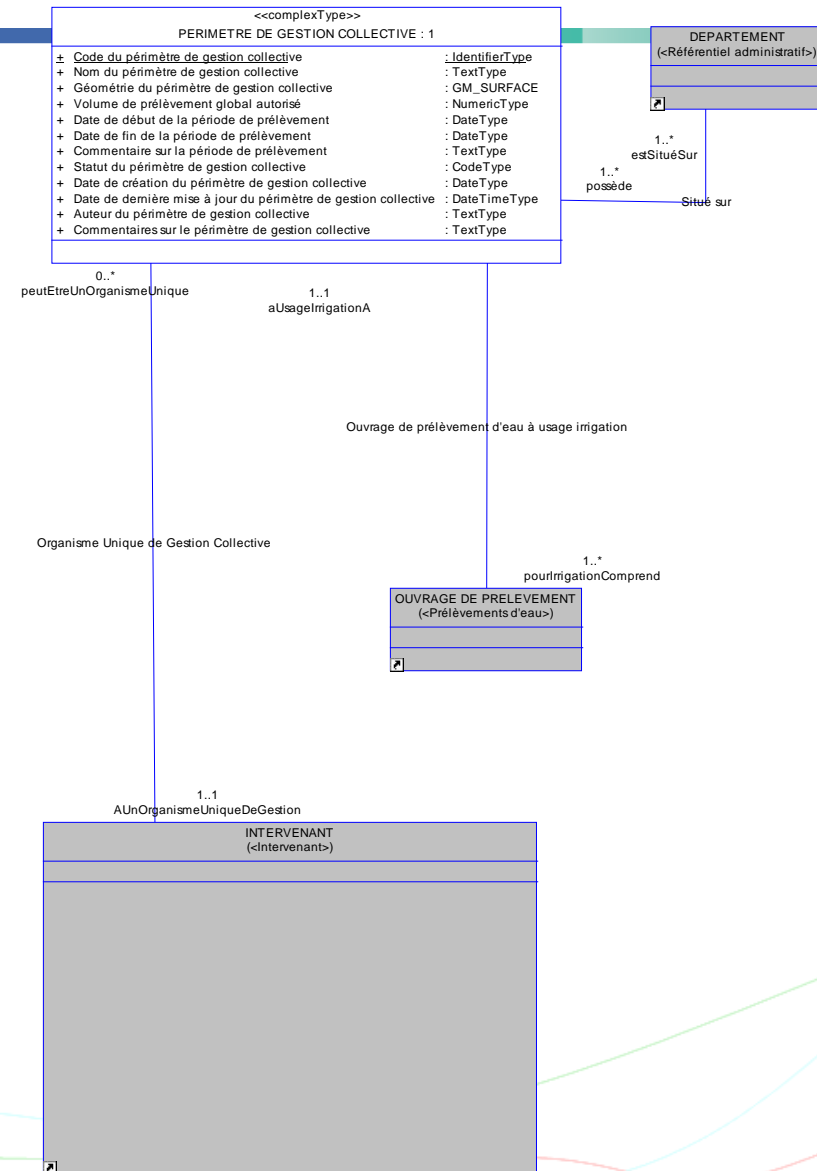 <<complexType>>
PERIMETRE DE GESTION COLLECTIVE : 1
+ Code du périmètre de gestion collective : IdentifierType
+ Nom du périmètre de gestion collective : TextType
+ Géométrie du périmètre de gestion collective : GM_SURFACE
+ Volume de prélèvement global autorisé : NumericType
+ Date de début de la période de prélèvement : DateType
+ Date de fin de la période de prélèvement : DateType
+ Commentaire sur la période de prélèvement : TextType
+ Statut du périmètre de gestion collective : CodeType
+ Date de création du périmètre de gestion collective : DateType
+ Date de dernière mise à jour du périmètre de gestion collective : DateTimeType
+ Auteur du périmètre de gestion collective : TextType
+ Commentaires sur le périmètre de gestion collective : TextType
DEPARTEMENT
(<Référentiel administratif>)
1..*
estSituéSur
1..*
possède
Situé sur
0..*
peutEtreUnOrganismeUnique
1..1
aUsageIrrigationA
Ouvrage de prélèvement d'eau à usage irrigation
Organisme Unique de Gestion Collective
1..*
pourIrrigationComprend
OUVRAGE DE PRELEVEMENT
(<Prélèvements d'eau>)
1..1
AUnOrganismeUniqueDeGestion
INTERVENANT
(<Intervenant>)